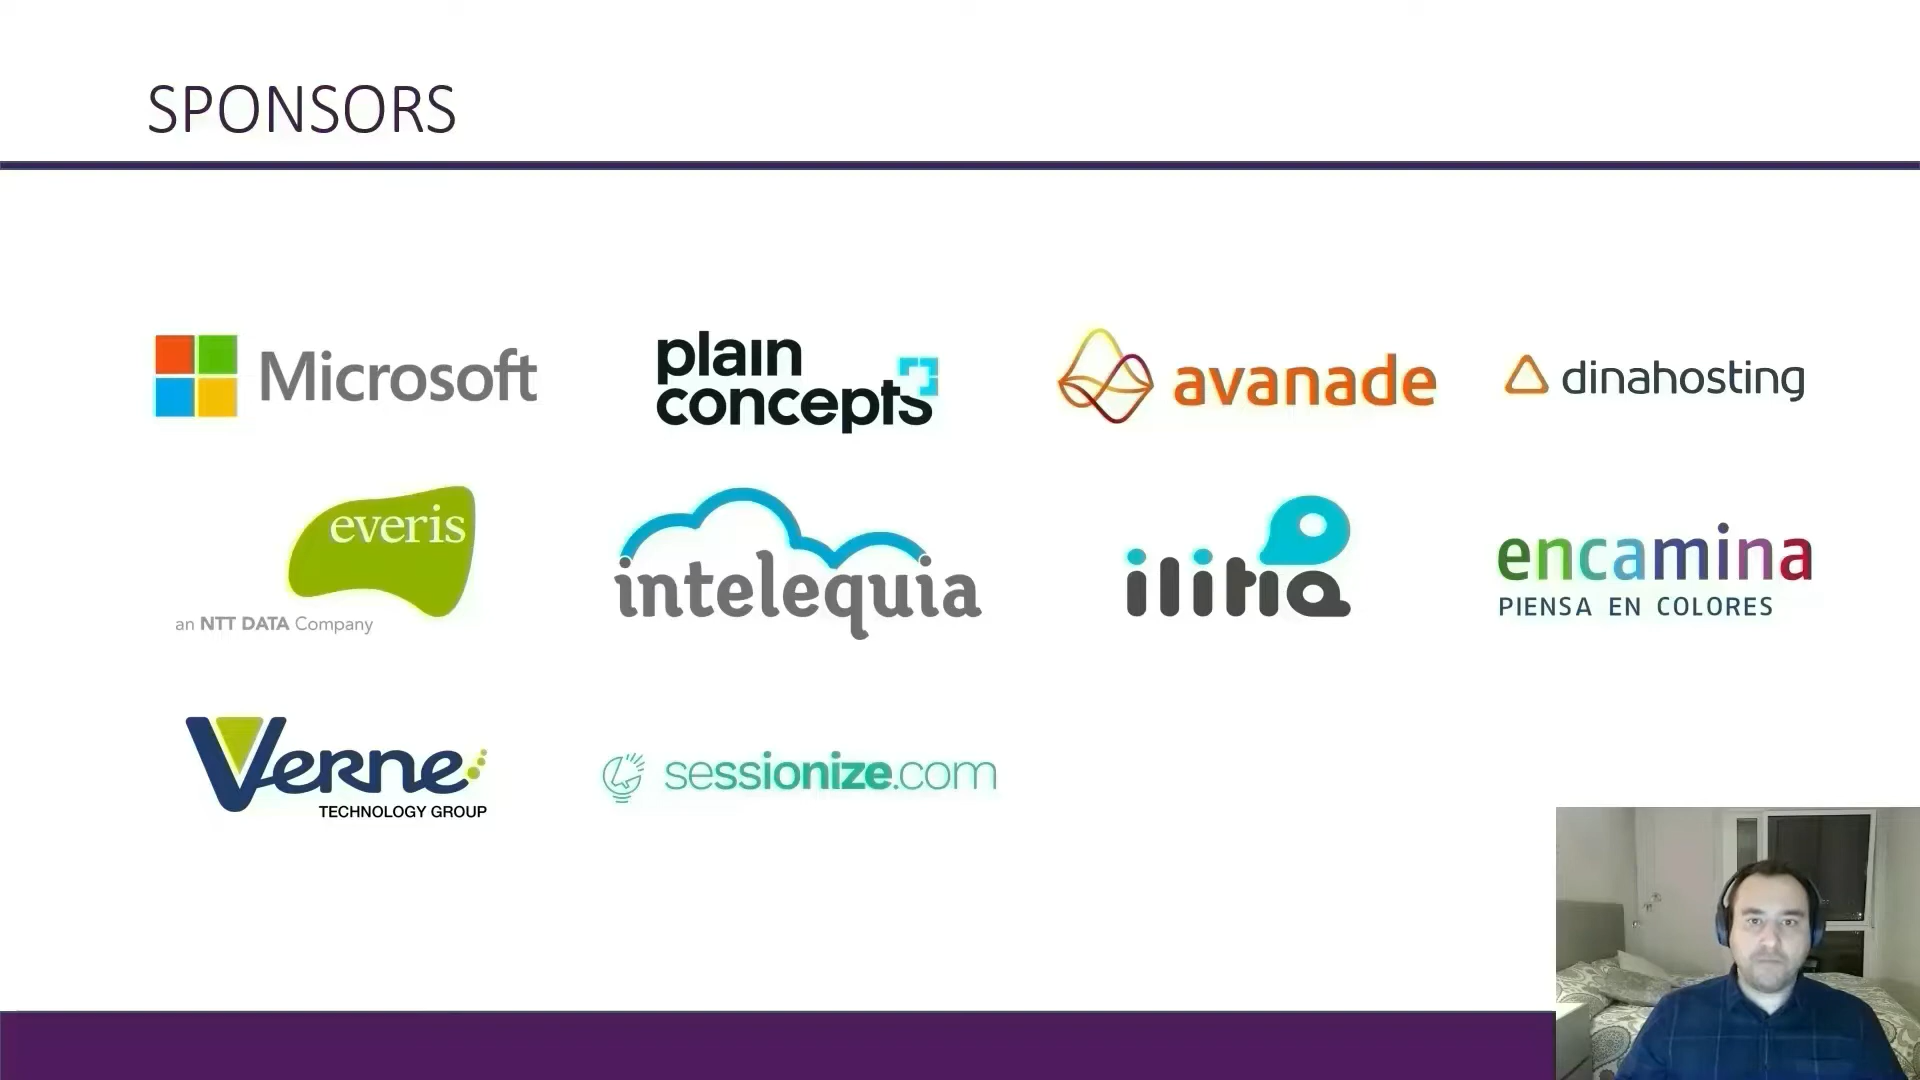 SPONSORS
Microsoft
plain
concepts
avanade
dinahosting
everis
an NTT DATA Company
intelequia
ilitia
encamina
PIENSA EN COLORES
Verne
TECHNOLOGY GROUP
sessionize.com